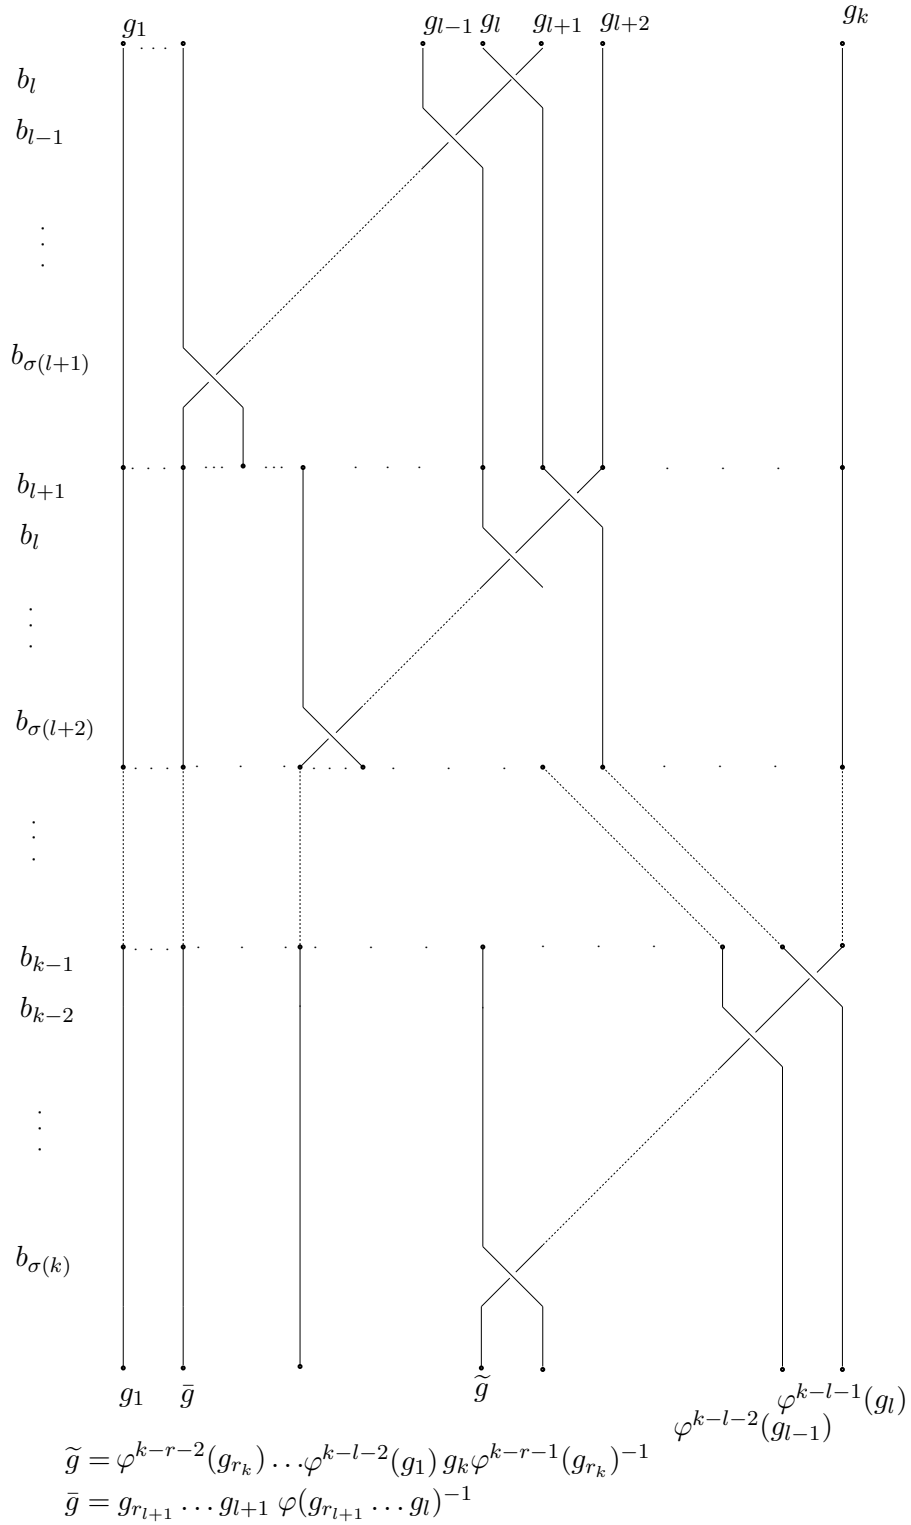 g_1 . . . g_{l-1} g_l g_{l+1} g_{l+2} g_k
b_l
b_{l-1}
b_{σ(l+1)}
b_{l+1}
b_l
b_{σ(l+2)}
b_{k-1}
b_{k-2}
b_{σ(k)}
g_1 \bar{g} \widetilde{g} φ^{k-l-1}(g_l)
φ^{k-l-2}(g_{l-1})
\widetilde{g} = φ^{k-r-2}(g_{r_k}) … φ^{k-l-2}(g_1) g_k φ^{k-r-1}(g_{r_k})^{-1}
\bar{g} = g_{r_{l+1}} … g_{l+1} φ(g_{r_{l+1}} … g_l)^{-1}